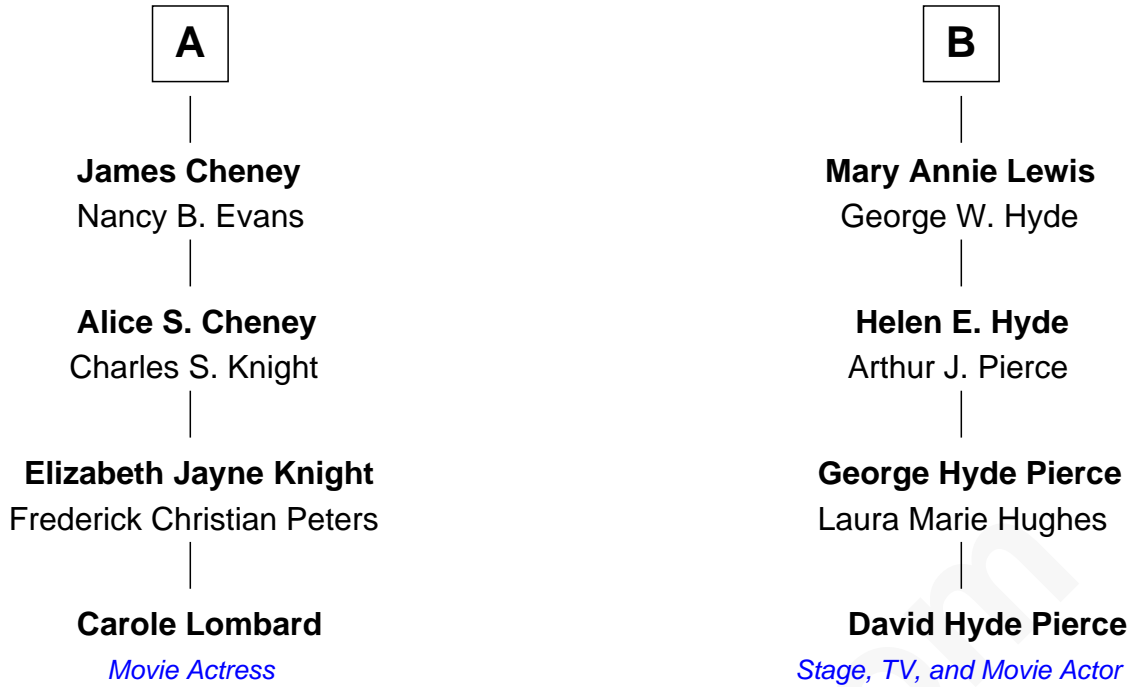 A
James Cheney
Nancy B. Evans
Alice S. Cheney
Charles S. Knight
Elizabeth Jayne Knight
Frederick Christian Peters
Carole Lombard
Movie Actress
B
Mary Annie Lewis
George W. Hyde
Helen E. Hyde
Arthur J. Pierce
George Hyde Pierce
Laura Marie Hughes
David Hyde Pierce
Stage, TV, and Movie Actor